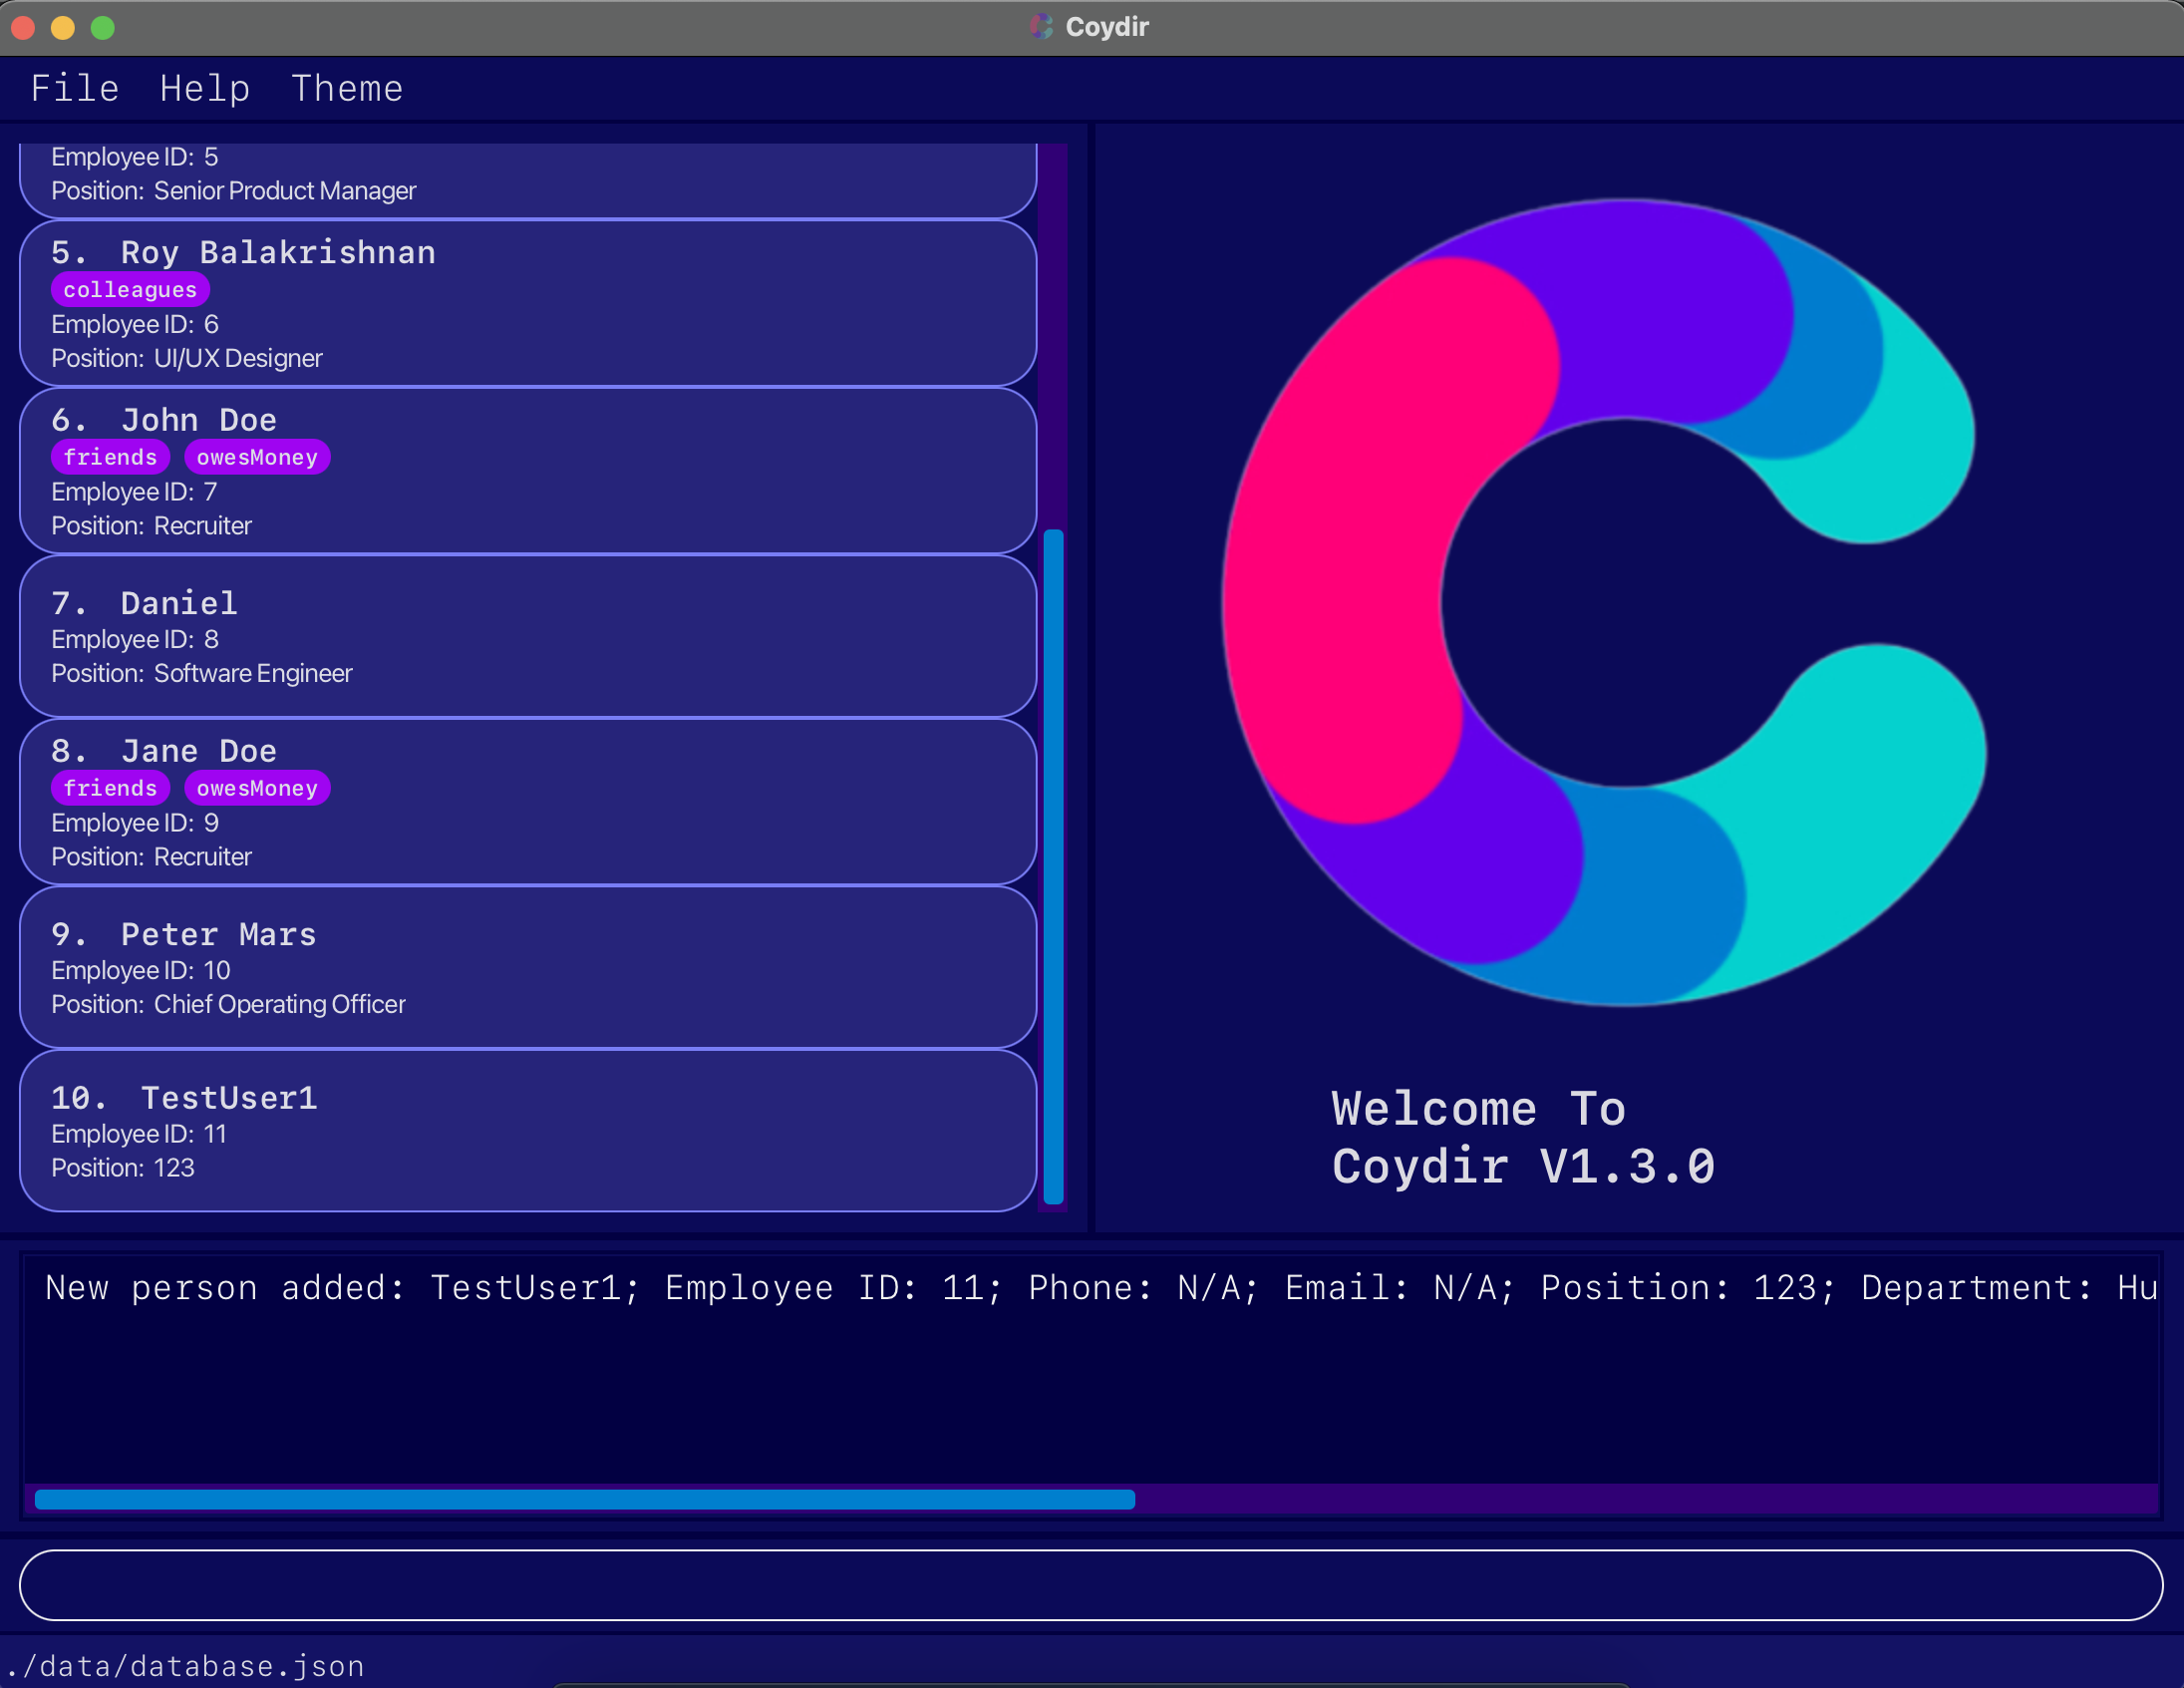 Coydir
File Help Theme
Employee ID: 5
Position: Senior Product Manager
5. Roy Balakrishnan
colleagues
Employee ID: 6
Position: UI/UX Designer
6. John Doe
friends owesMoney
Employee ID: 7
Position: Recruiter
7. Daniel
Employee ID: 8
Position: Software Engineer
8. Jane Doe
friends owesMoney
Employee ID: 9
Position: Recruiter
9. Peter Mars
Employee ID: 10
Position: Chief Operating Officer
10. TestUser1
Employee ID: 11
Position: 123
Welcome To
Coydir V1.3.0
New person added: TestUser1; Employee ID: 11; Phone: N/A; Email: N/A; Position: 123; Department: Hu
./data/database.json